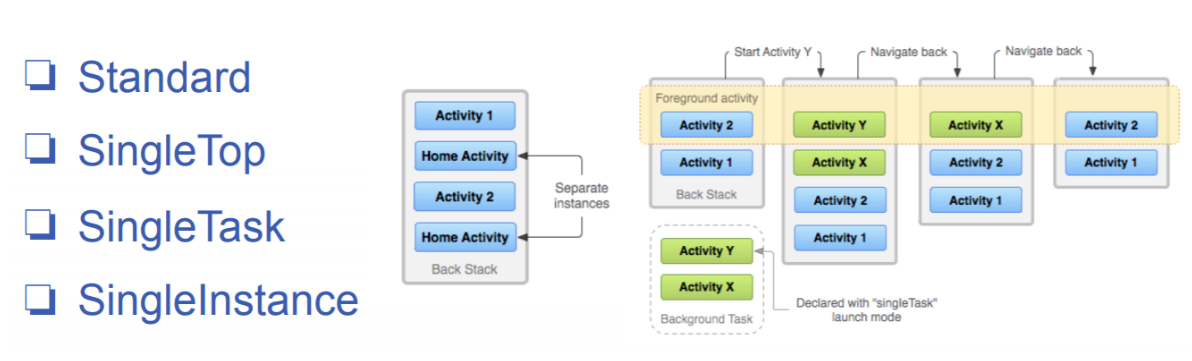 Standard
SingleTop
SingleTask
SingleInstance
Activity 1
Home Activity
Activity 2
Home Activity
Back Stack
Separate
instances
Start Activity Y
Navigate back
Navigate back
Foreground activity
Activity 2
Activity 1
Back Stack
Activity Y
Activity X
Activity 2
Activity 1
Activity X
Activity 2
Activity 1
Activity 2
Activity 1
Activity Y
Activity X
Background Task
Declared with "singleTask"
launch mode